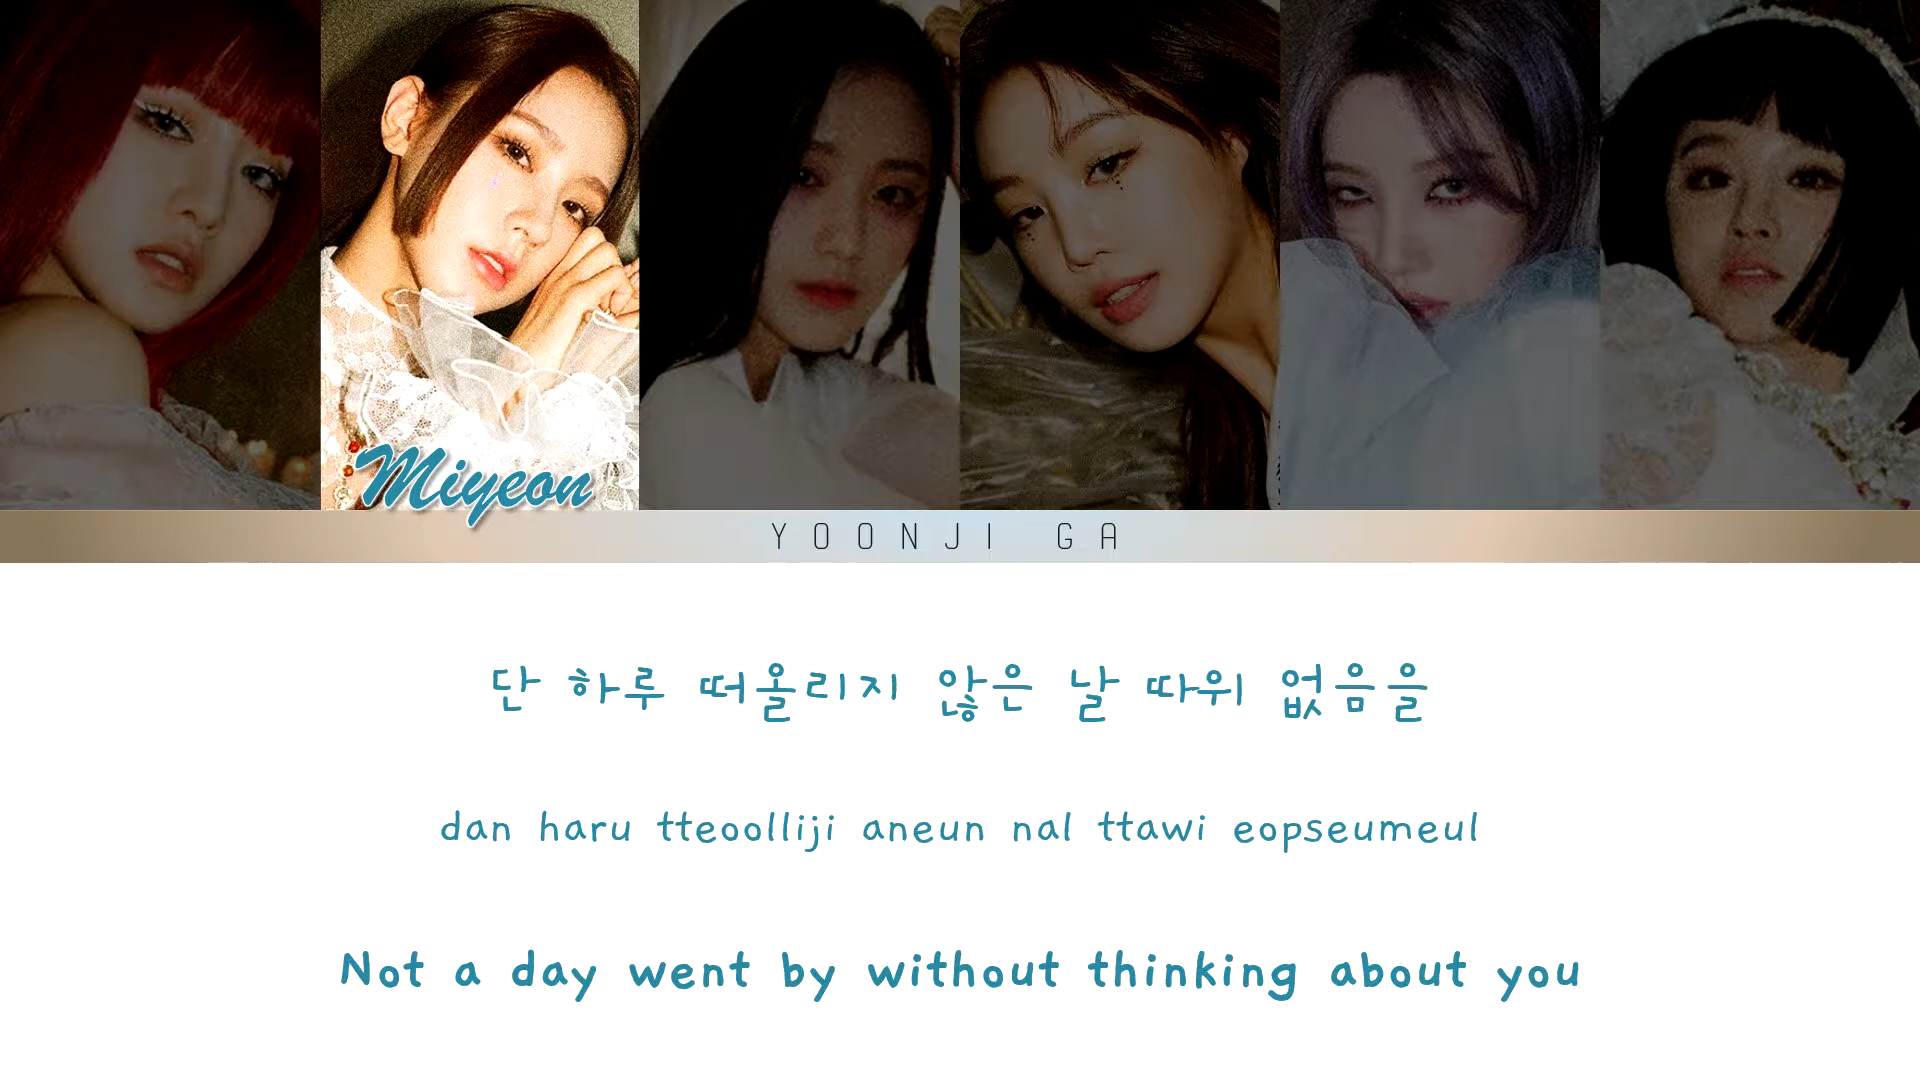 Miyeon
YOONJI GA
단 하루 떠올리지 않은 날 따위 없음을
dan haru tteoolliji aneun nal ttawi eopseumeul
Not a day went by without thinking about you